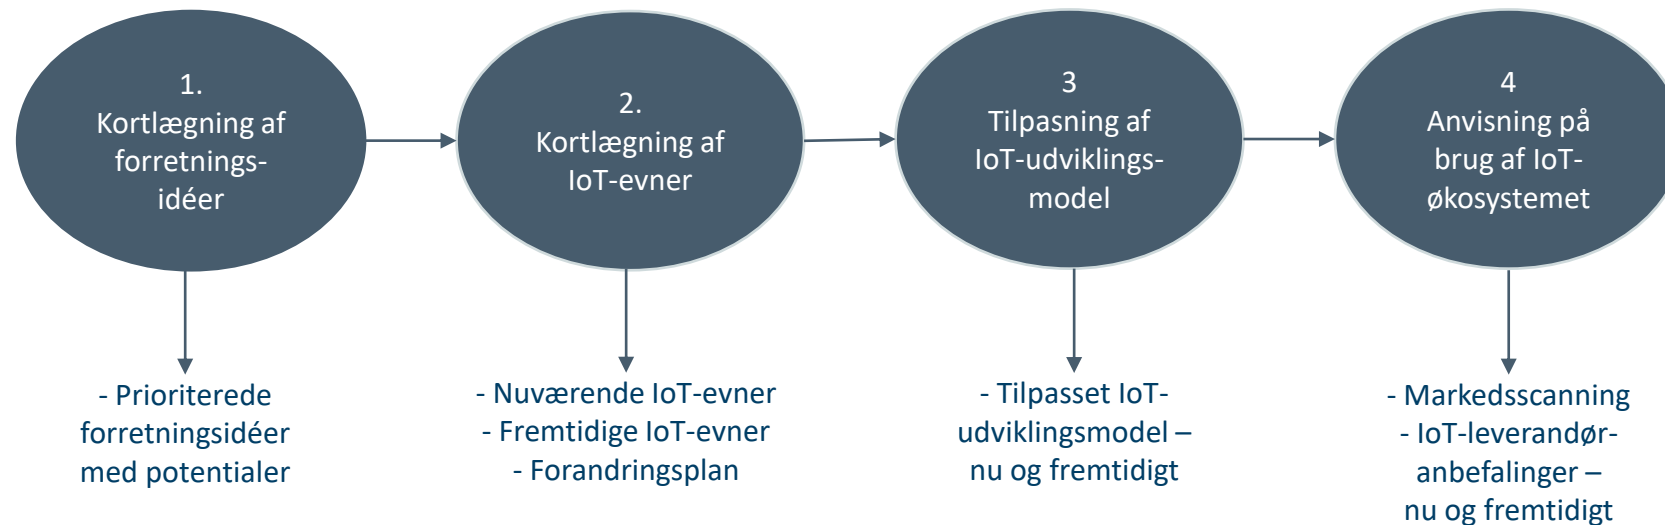 1.
Kortlægning af
forretnings-
idéer
2.
Kortlægning af
IoT-evner
3
Tilpasning af
IoT-udviklings-
model
4
Anvisning på
brug af IoT-
økosystemet
- Prioriterede
forretningsidéer
med potentialer
- Nuværende IoT-evner
- Fremtidige IoT-evner
- Forandringsplan
- Tilpasset IoT-
udviklingsmodel –
nu og fremtidigt
- Markedsscanning
- IoT-leverandør-
anbefalinger –
nu og fremtidigt